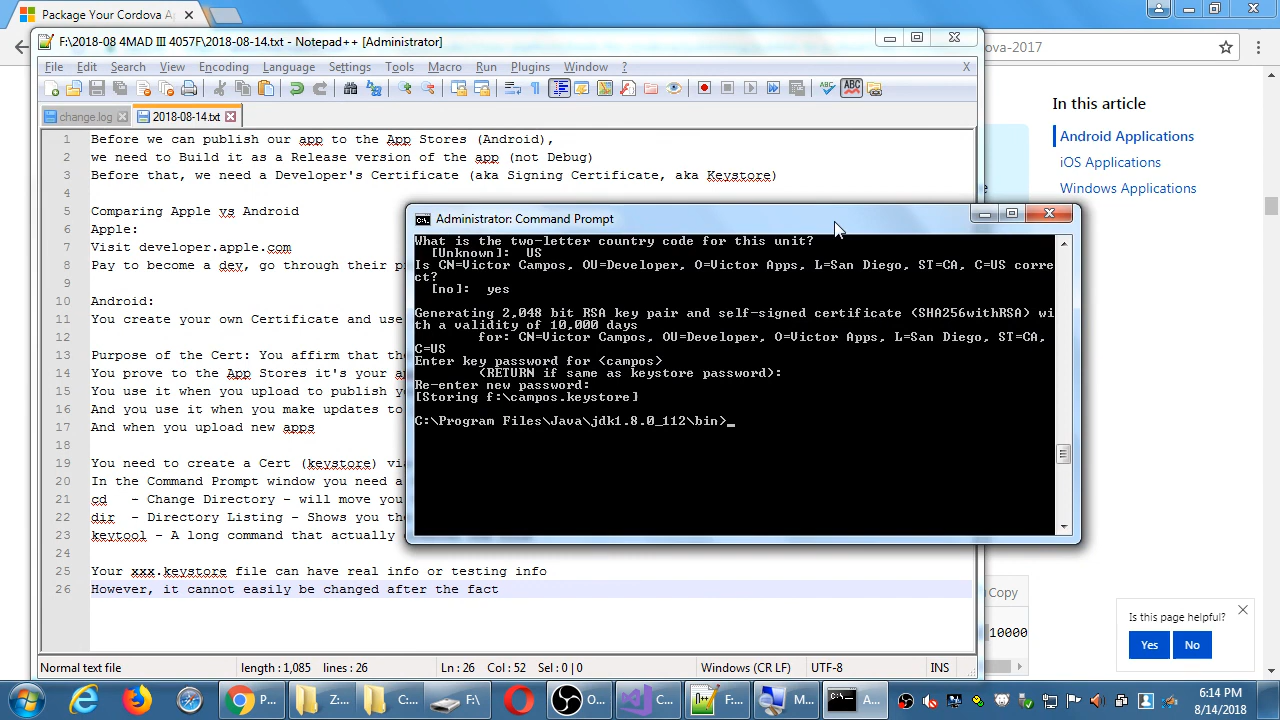 Package Your Cordova A
ova-2017
F:\2018-08 4MAD III 4057F\2018-08-14.txt - Notepad++ [Administrator]
File Edit Search View Encoding Language Settings Tools Macro Run Plugins Window ? X
change.log 2018-08-14.txt
1 Before we can publish our app to the App Stores (Android),
2 we need to Build it as a Release version of the app (not Debug)
3 Before that, we need a Developer's Certificate (aka Signing Certificate, aka Keystore)
4
5 Comparing Apple vs Android
6 Apple:
7 Visit developer.apple.com
8 Pay to become a dev, go through their p
9
10 Android:
11 You create your own Certificate and use
12
13 Purpose of the Cert: You affirm that the
14 You prove to the App Stores it's your a
15 You use it when you upload to publish y
16 And you use it when you make updates to
17 And when you upload new apps
18
19 You need to create a Cert (keystore) via
20 In the Command Prompt window you need a
21 cd - Change Directory - will move you
22 dir - Directory Listing - Shows you the
23 keytool - A long command that actually
24
25 Your xxx.keystore file can have real info or testing info
26 However, it cannot easily be changed after the fact
Normal text file length : 1,085 lines : 26 Ln : 26 Col : 52 Sel : 0 | 0 Windows (CR LF) UTF-8 INS
Administrator: Command Prompt
What is the two-letter country code for this unit?
[Unknown]: US
Is CN=Victor Campos, OU=Developer, O=Victor Apps, L=San Diego, ST=CA, C=US corre
ct?
[no]: yes
Generating 2,048 bit RSA key pair and self-signed certificate (SHA256withRSA) wi
th a validity of 10,000 days
for: CN=Victor Campos, OU=Developer, O=Victor Apps, L=San Diego, ST=CA,
C=US
Enter key password for <campos>
(RETURN if same as keystore password):
Re-enter new password:
[Storing f:\campos.keystore]
C:\Program Files\Java\jdk1.8.0_112\bin>_
In this article
Android Applications
iOS Applications
Windows Applications
Copy
10000
Is this page helpful?
Yes No
P... Z... C... F:\ O... C... F:... M... A...
6:14 PM
8/14/2018